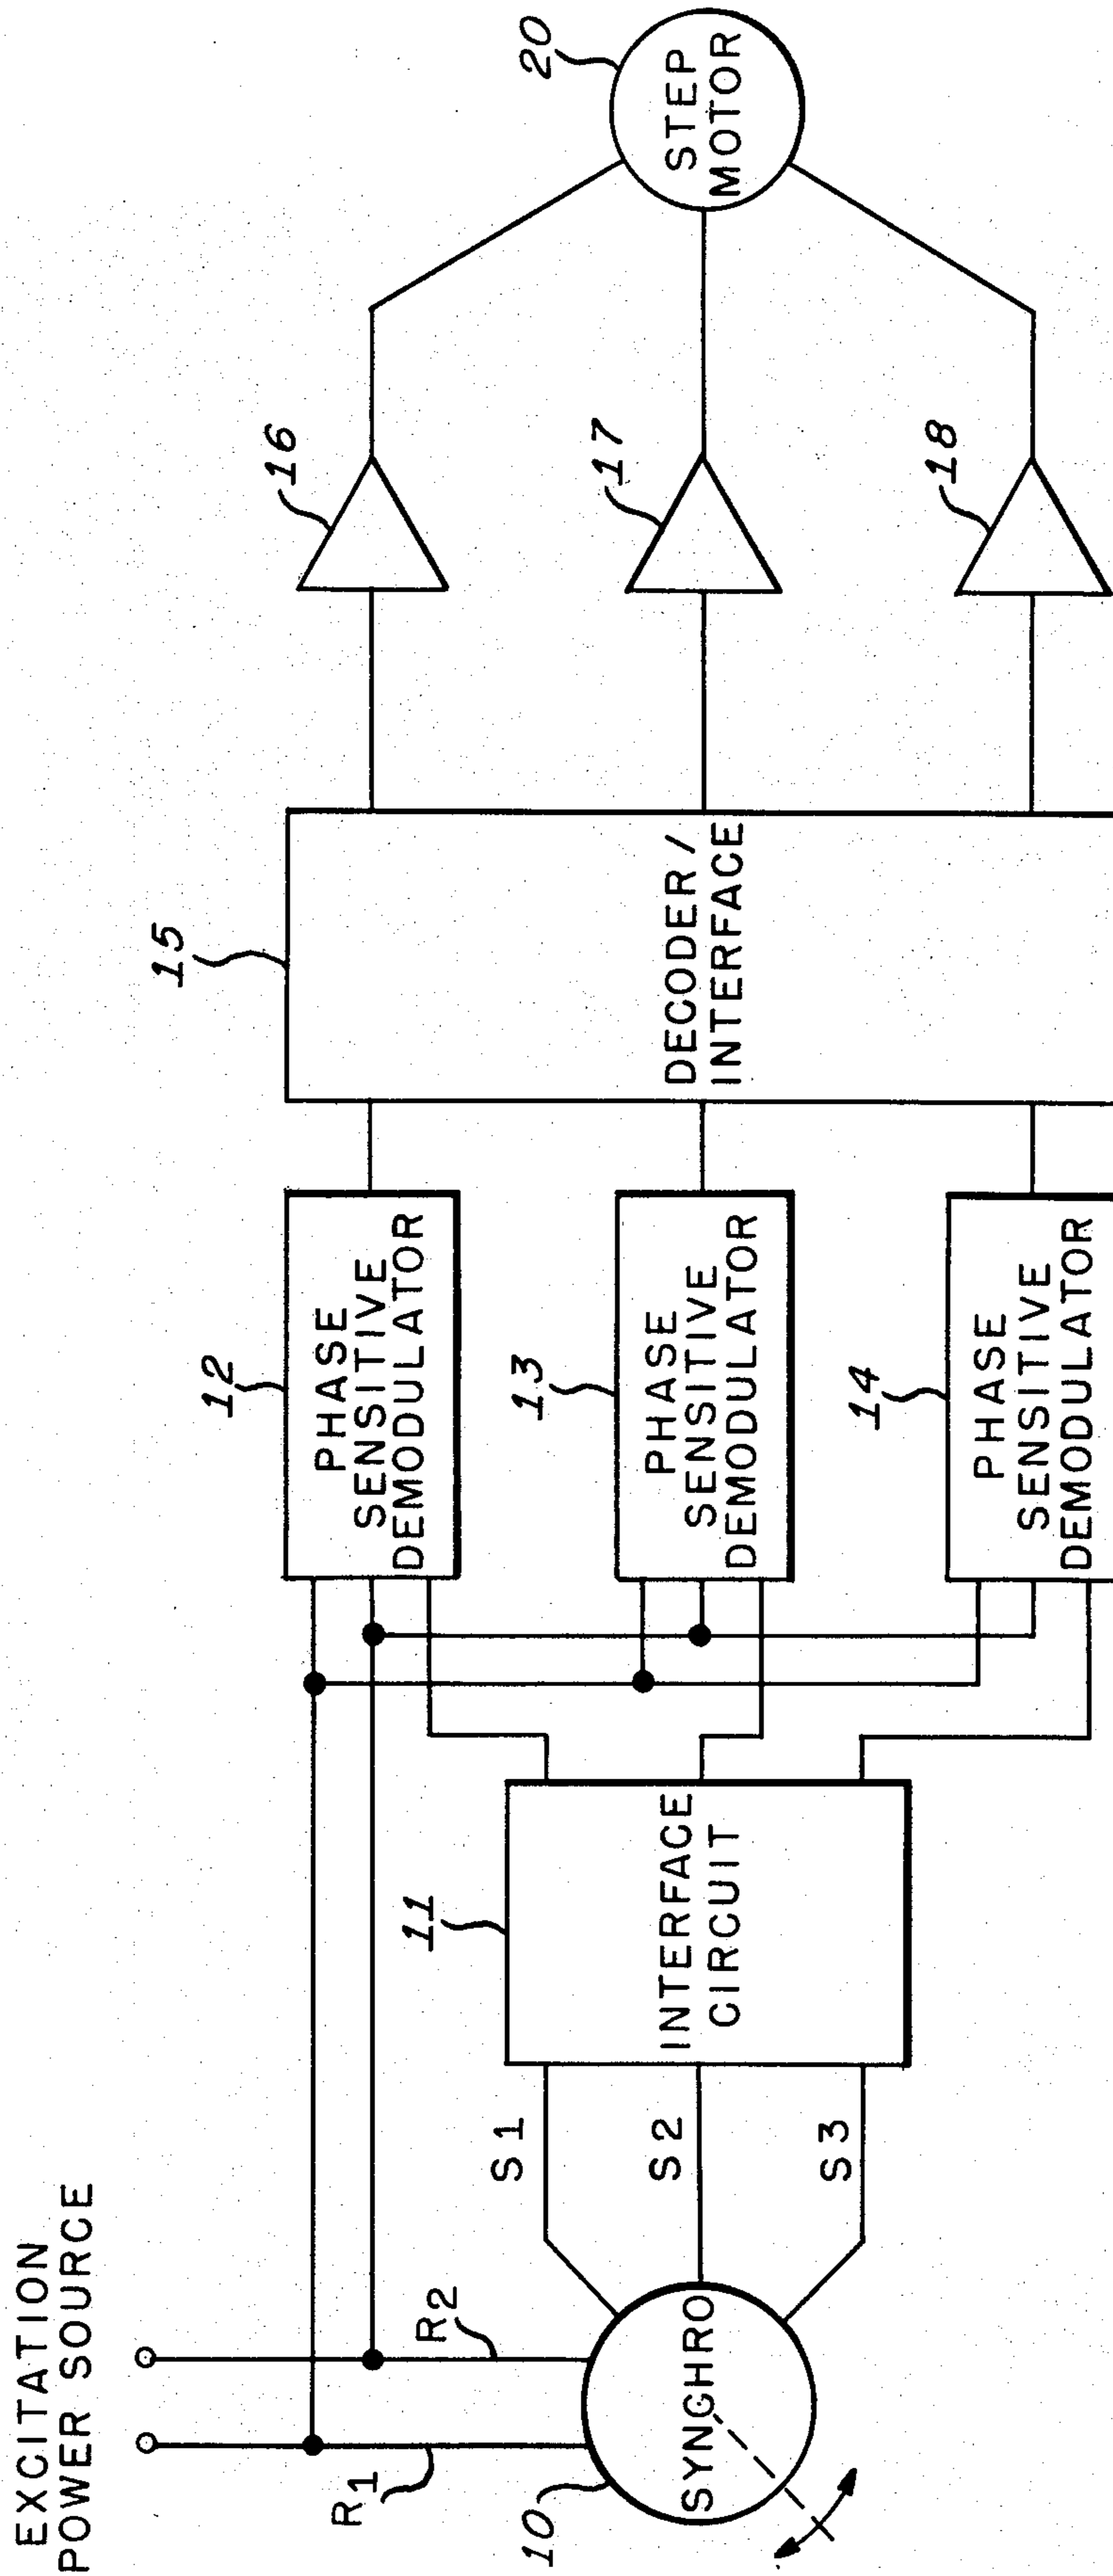 EXCITATION
POWER SOURCE
R1
R2
10
SYNCHRO
S1
S2
S3
11
INTERFACE
CIRCUIT
12
PHASE
SENSITIVE
DEMODULATOR
13
PHASE
SENSITIVE
DEMODULATOR
14
PHASE
SENSITIVE
DEMODULATOR
15
DECODER/
INTERFACE
16
17
18
20
STEP
MOTOR